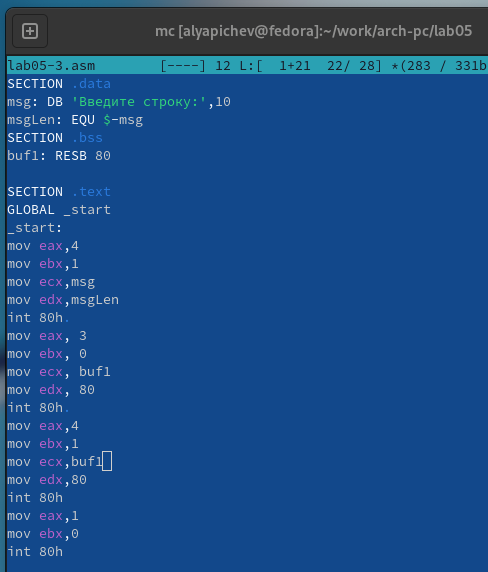 mc [alyapichev@fedora]:~/work/arch-pc/lab05
lab05-3.asm [----] 12 L:[ 1+21 22/ 28] *(283 / 331b
SECTION .data
msg: DB 'Введите строку:',10
msgLen: EQU $-msg
SECTION .bss
buf1: RESB 80
SECTION .text
GLOBAL _start
_start:
mov eax,4
mov ebx,1
mov ecx,msg
mov edx,msgLen
int 80h.
mov eax, 3
mov ebx, 0
mov ecx, buf1
mov edx, 80
int 80h.
mov eax,4
mov ebx,1
mov ecx,buf1
mov edx,80
int 80h
mov eax,1
mov ebx,0
int 80h